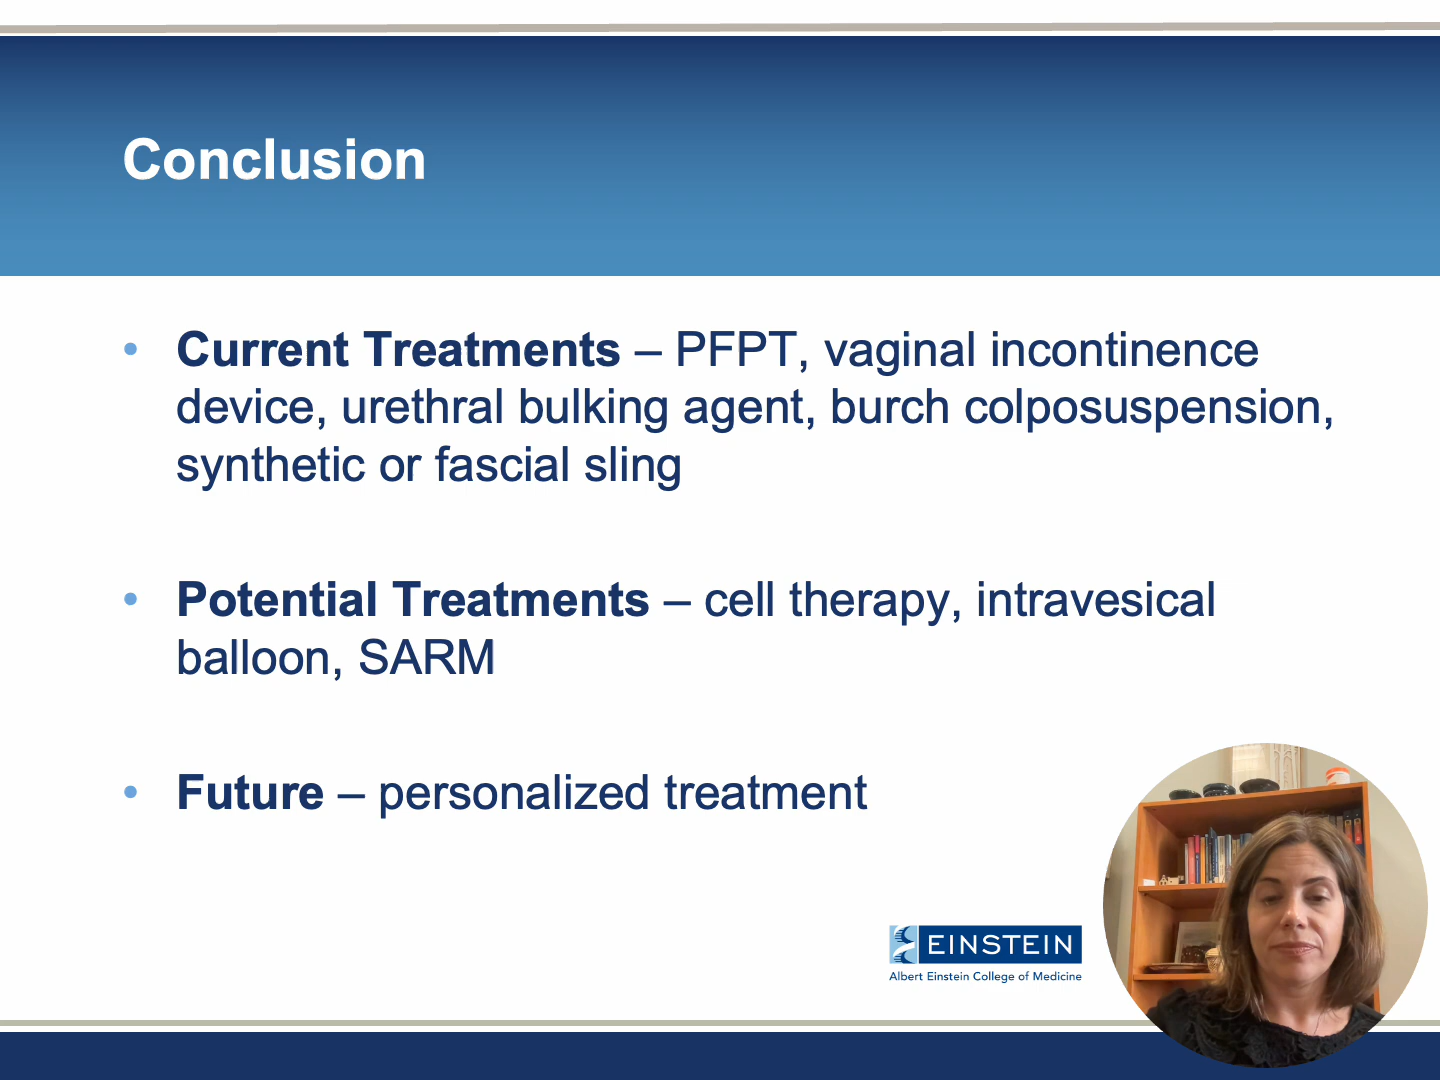 Conclusion
• Current Treatments – PFPT, vaginal incontinence
device, urethral bulking agent, burch colposuspension,
synthetic or fascial sling
• Potential Treatments – cell therapy, intravesical
balloon, SARM
• Future – personalized treatment
EINSTEIN
Albert Einstein College of Medicine